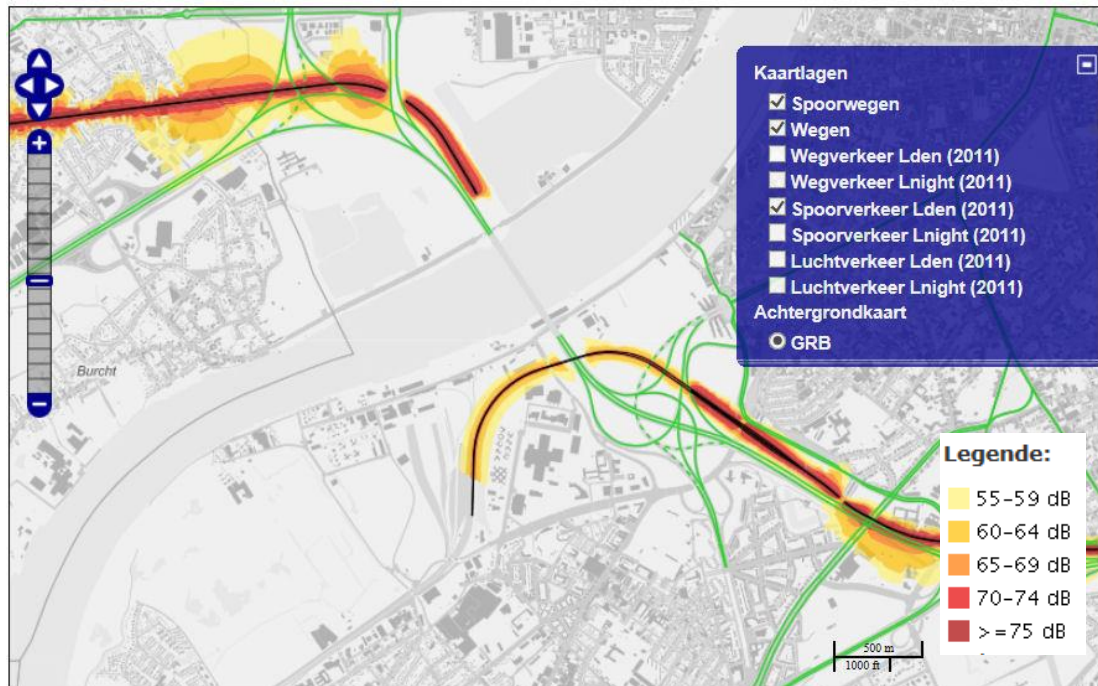 Kaartlagen
Spoorwegen
Wegen
Wegverkeer Lden (2011)
Wegverkeer Lnight (2011)
Spoorverkeer Lden (2011)
Spoorverkeer Lnight (2011)
Luchtverkeer Lden (2011)
Luchtverkeer Lnight (2011)
Achtergrondkaart
GRB
Burcht
Legende:
55-59 dB
60-64 dB
65-69 dB
70-74 dB
>=75 dB
500 m
1000 ft